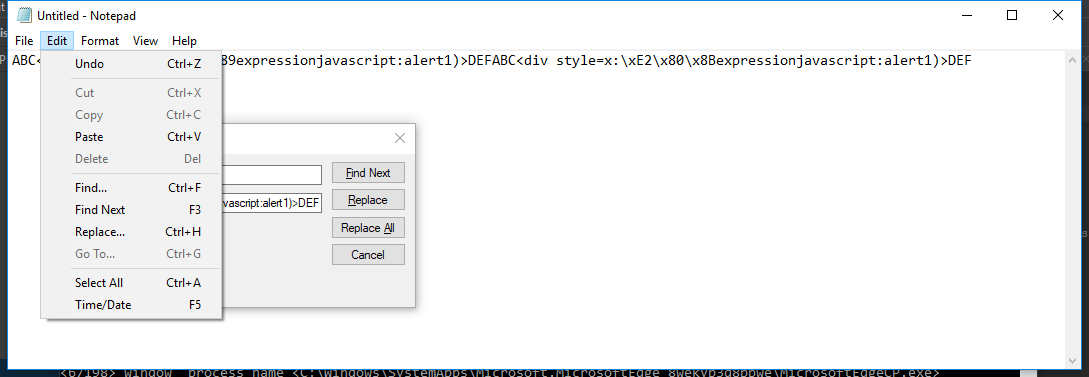 Untitled - Notepad
File Edit Format View Help
ABC< 89expressionjavascript:alert1)>DEFABC<div style=x:\xE2\x80\x8Bexpressionjavascript:alert1)>DEF
Undo Ctrl+Z
Cut Ctrl+X
Copy Ctrl+C
Paste Ctrl+V
Delete Del
Find... Ctrl+F
Find Next F3
Replace... Ctrl+H
Go To... Ctrl+G
Select All Ctrl+A
Time/Date F5
Find Next
vascript:alert1)>DEF Replace
Replace All
Cancel
<6/198> window process name <C:\Windows\SystemApps\Microsoft.MicrosoftEdge_8wekyb3d8bbwe\MicrosoftEdgeCP.exe>